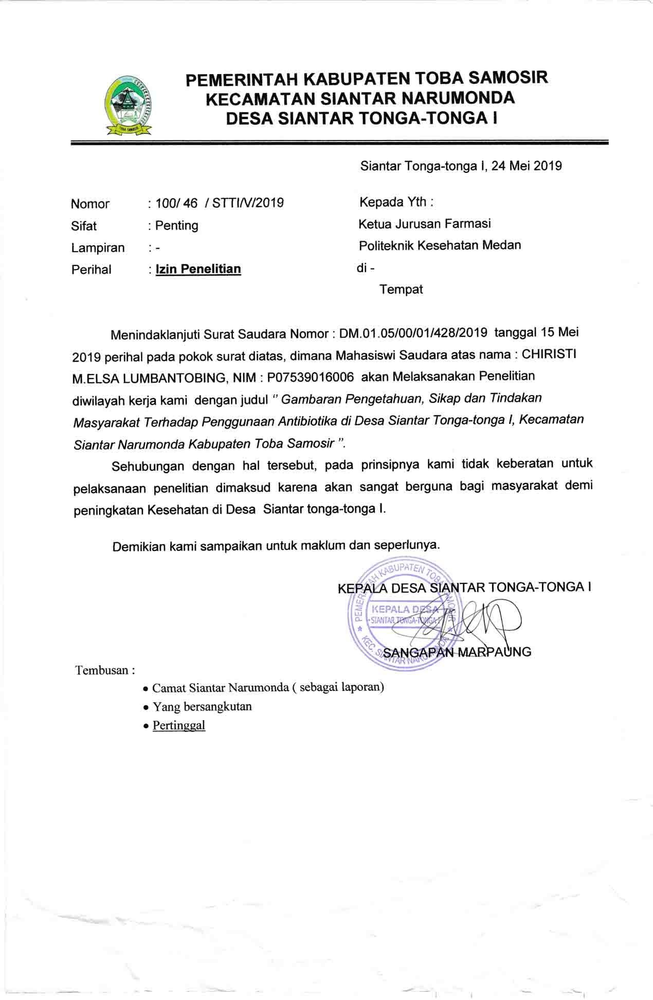 PEMERINTAH KABUPATEN TOBA SAMOSIR
KECAMATAN SIANTAR NARUMONDA
DESA SIANTAR TONGA-TONGA I
TOBA SAMOSIR
Siantar Tonga-tonga I, 24 Mei 2019
Nomor : 100/ 46 / STTI/V/2019 Kepada Yth :
Sifat : Penting Ketua Jurusan Farmasi
Lampiran : - Politeknik Kesehatan Medan
Perihal : Izin Penelitian di -
Tempat
Menindaklanjuti Surat Saudara Nomor : DM.01.05/00/01/428/2019 tanggal 15 Mei
2019 perihal pada pokok surat diatas, dimana Mahasiswi Saudara atas nama : CHIRISTI
M.ELSA LUMBANTOBING, NIM : P07539016006 akan Melaksanakan Penelitian
diwilayah kerja kami dengan judul " Gambaran Pengetahuan, Sikap dan Tindakan
Masyarakat Terhadap Penggunaan Antibiotika di Desa Siantar Tonga-tonga I, Kecamatan
Siantar Narumonda Kabupaten Toba Samosir ".
Sehubungan dengan hal tersebut, pada prinsipnya kami tidak keberatan untuk
pelaksanaan penelitian dimaksud karena akan sangat berguna bagi masyarakat demi
peningkatan Kesehatan di Desa Siantar tonga-tonga I.
Demikian kami sampaikan untuk maklum dan seperlunya.
KEPALA DESA SIANTAR TONGA-TONGA I
PEMERINTAH KABUPATEN TOBA SAMOSIR
KEPALA DESA
SIANTAR TONGA-TONGA I
KEC. SIANTAR NARUMONDA
SANGAPAN MARPAUNG
Tembusan :
• Camat Siantar Narumonda ( sebagai laporan)
• Yang bersangkutan
• Pertinggal